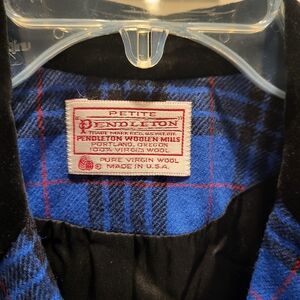 PETITE
"PENDLETON"
TRADE MARK REG. U.S. PAT. OFF.
PENDLETON WOOLEN MILLS
PORTLAND, OREGON
100% VIRGIN WOOL
PURE VIRGIN WOOL
MADE IN U.S.A.